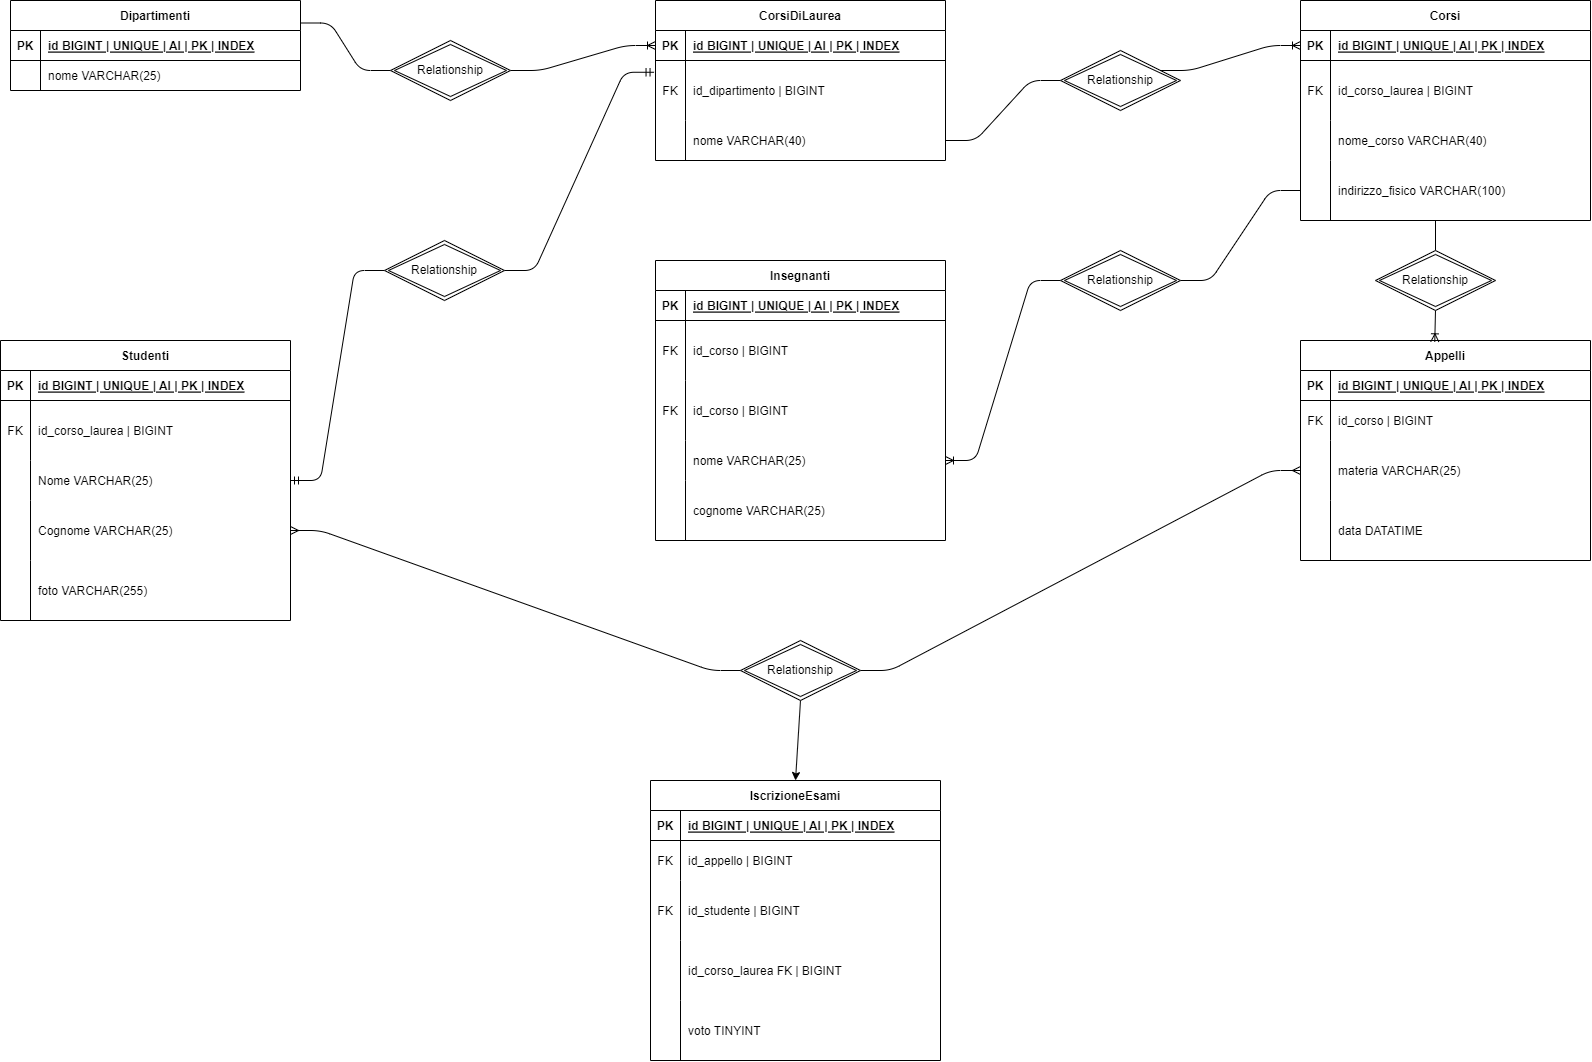 Dipartimenti
PK id BIGINT | UNIQUE | AI | PK | INDEX
nome VARCHAR(25)
Relationship
CorsiDiLaurea
PK id BIGINT | UNIQUE | AI | PK | INDEX
FK id_dipartimento | BIGINT
nome VARCHAR(40)
Relationship
Corsi
PK id BIGINT | UNIQUE | AI | PK | INDEX
FK id_corso_laurea | BIGINT
nome_corso VARCHAR(40)
indirizzo_fisico VARCHAR(100)
Relationship
Insegnanti
PK id BIGINT | UNIQUE | AI | PK | INDEX
FK id_corso | BIGINT
FK id_corso | BIGINT
nome VARCHAR(25)
cognome VARCHAR(25)
Relationship
Relationship
Studenti
PK id BIGINT | UNIQUE | AI | PK | INDEX
FK id_corso_laurea | BIGINT
Nome VARCHAR(25)
Cognome VARCHAR(25)
foto VARCHAR(255)
Appelli
PK id BIGINT | UNIQUE | AI | PK | INDEX
FK id_corso | BIGINT
materia VARCHAR(25)
data DATATIME
Relationship
IscrizioneEsami
PK id BIGINT | UNIQUE | AI | PK | INDEX
FK id_appello | BIGINT
FK id_studente | BIGINT
id_corso_laurea FK | BIGINT
voto TINYINT